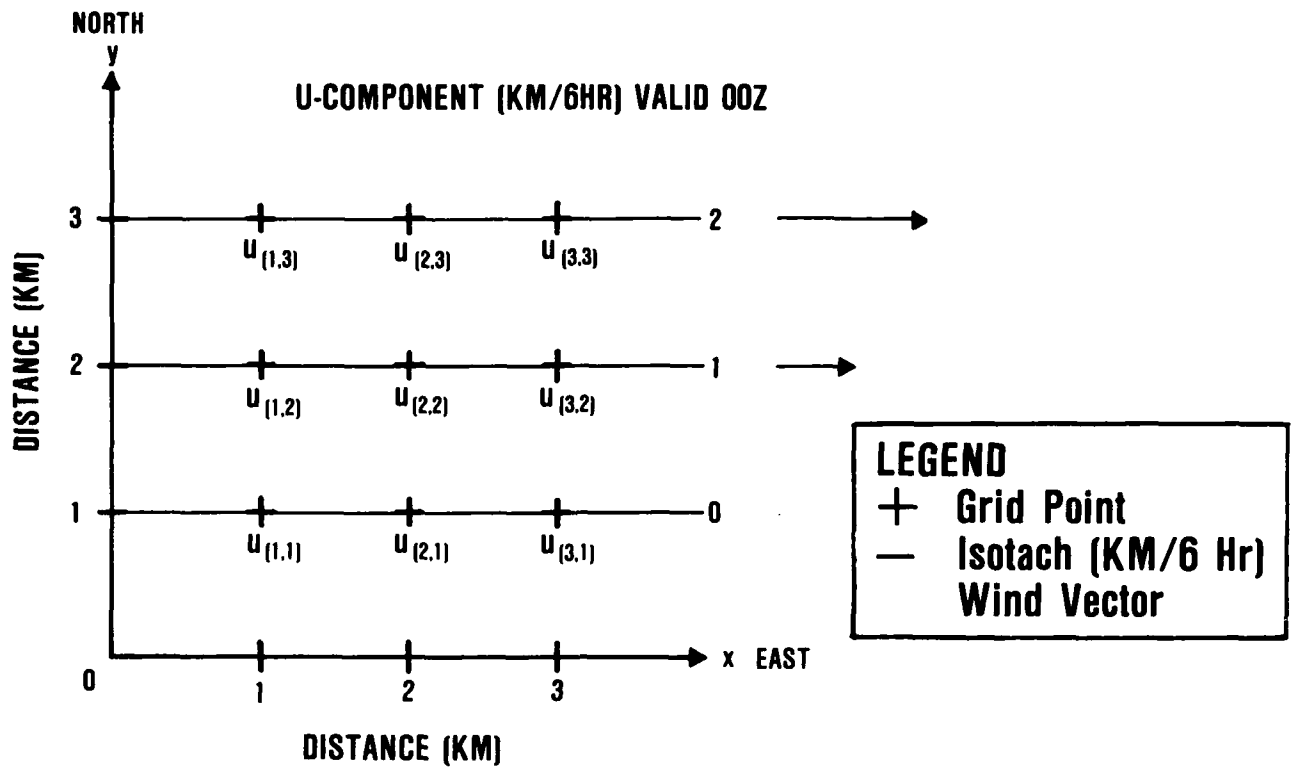 NORTH
y
U-COMPONENT (KM/6HR) VALID 00Z
3
2
u(1,3)
u(2,3)
u(3,3)
DISTANCE (KM)
2
1
u(1,2)
u(2,2)
u(3,2)
LEGEND
+ Grid Point
— Isotach (KM/6 Hr)
Wind Vector
1
0
u(1,1)
u(2,1)
u(3,1)
x EAST
0
1
2
3
DISTANCE (KM)